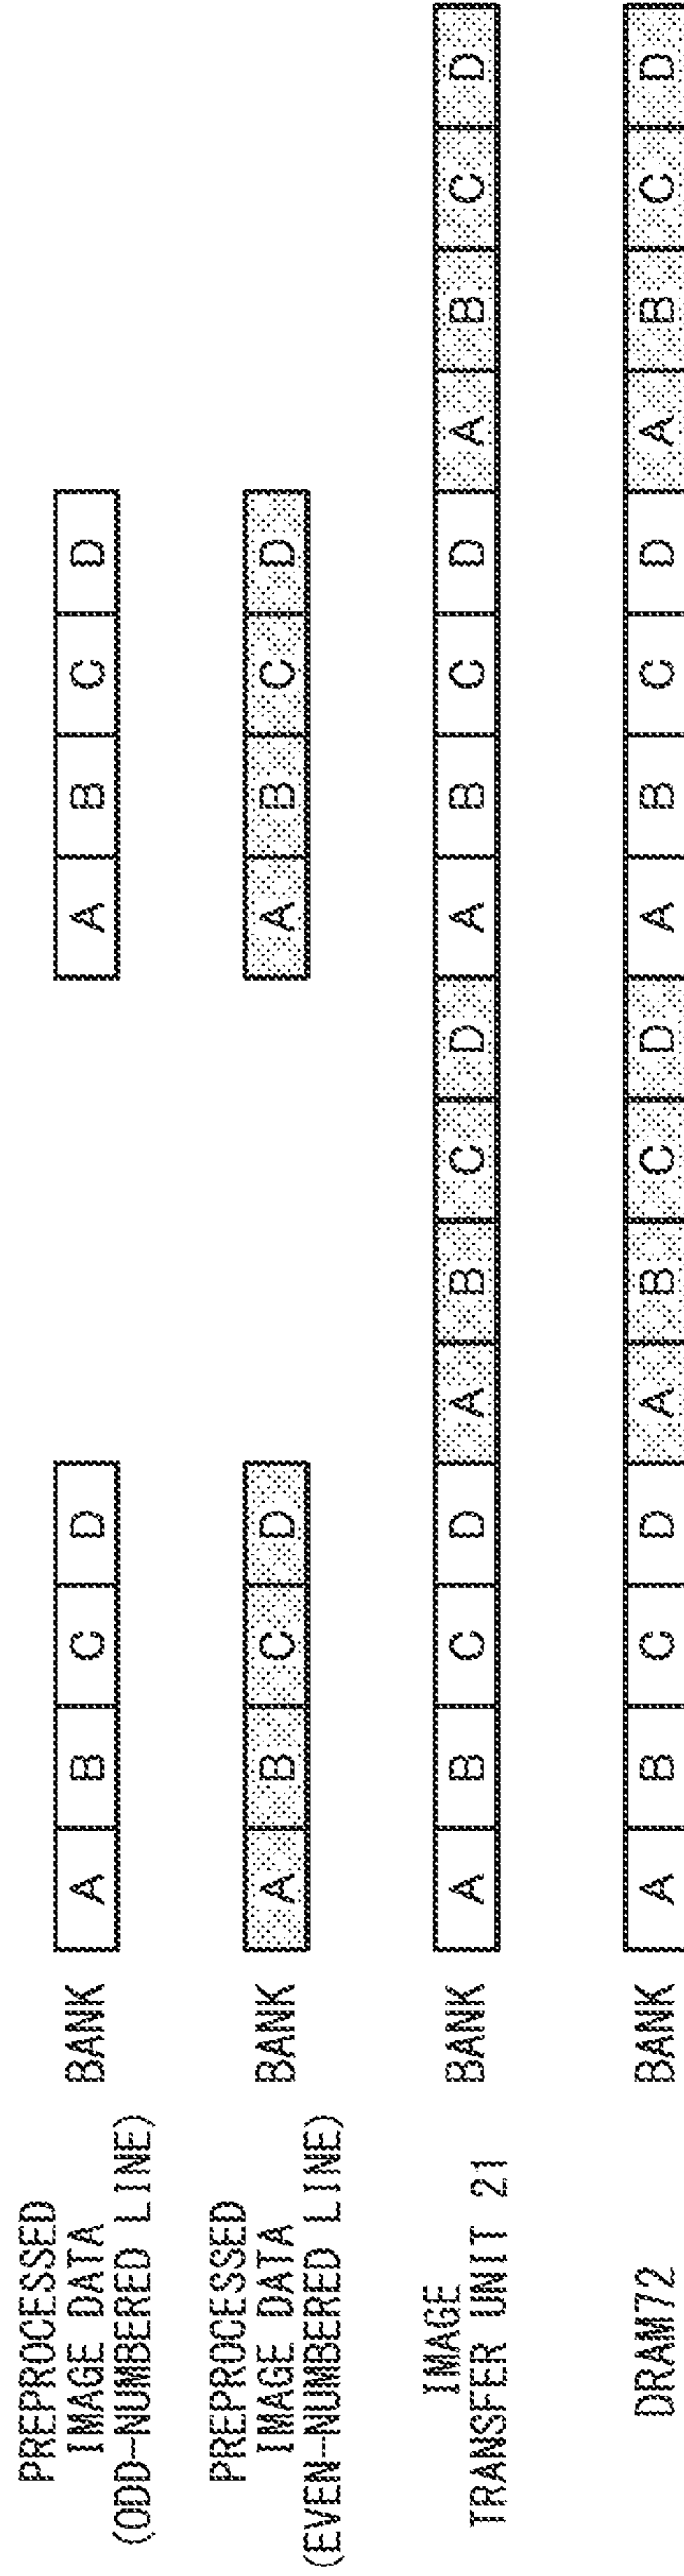 PREPROCESSED
IMAGE DATA
(ODD-NUMBERED LINE)
BANK
A B C D
A B C D
PREPROCESSED
IMAGE DATA
(EVEN-NUMBERED LINE)
BANK
A B C D
A B C D
IMAGE
TRANSFER UNIT 21
BANK
A B C D A B C D A B C D A B C D
DRAM72
BANK
A B C D A B C D A B C D A B C D